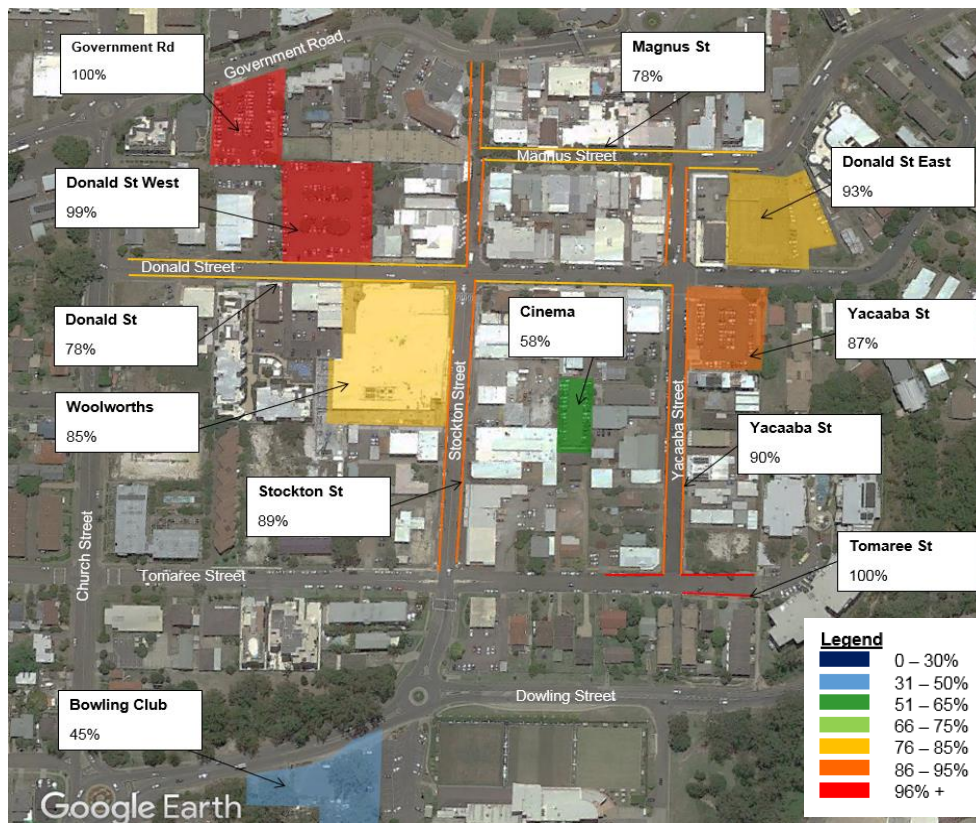 Government Rd
100%
Government Road
Magnus St
78%
Magnus Street
Donald St West
99%
Donald St East
93%
Donald Street
Donald St
78%
Cinema
58%
Yacaaba St
87%
Woolworths
85%
Stockton Street
Yacaaba Street
Yacaaba St
90%
Stockton St
89%
Church Street
Tomaree Street
Tomaree St
100%
Bowling Club
45%
Dowling Street
Legend
0 – 30%
31 – 50%
51 – 65%
66 – 75%
76 – 85%
86 – 95%
96% +
Google Earth